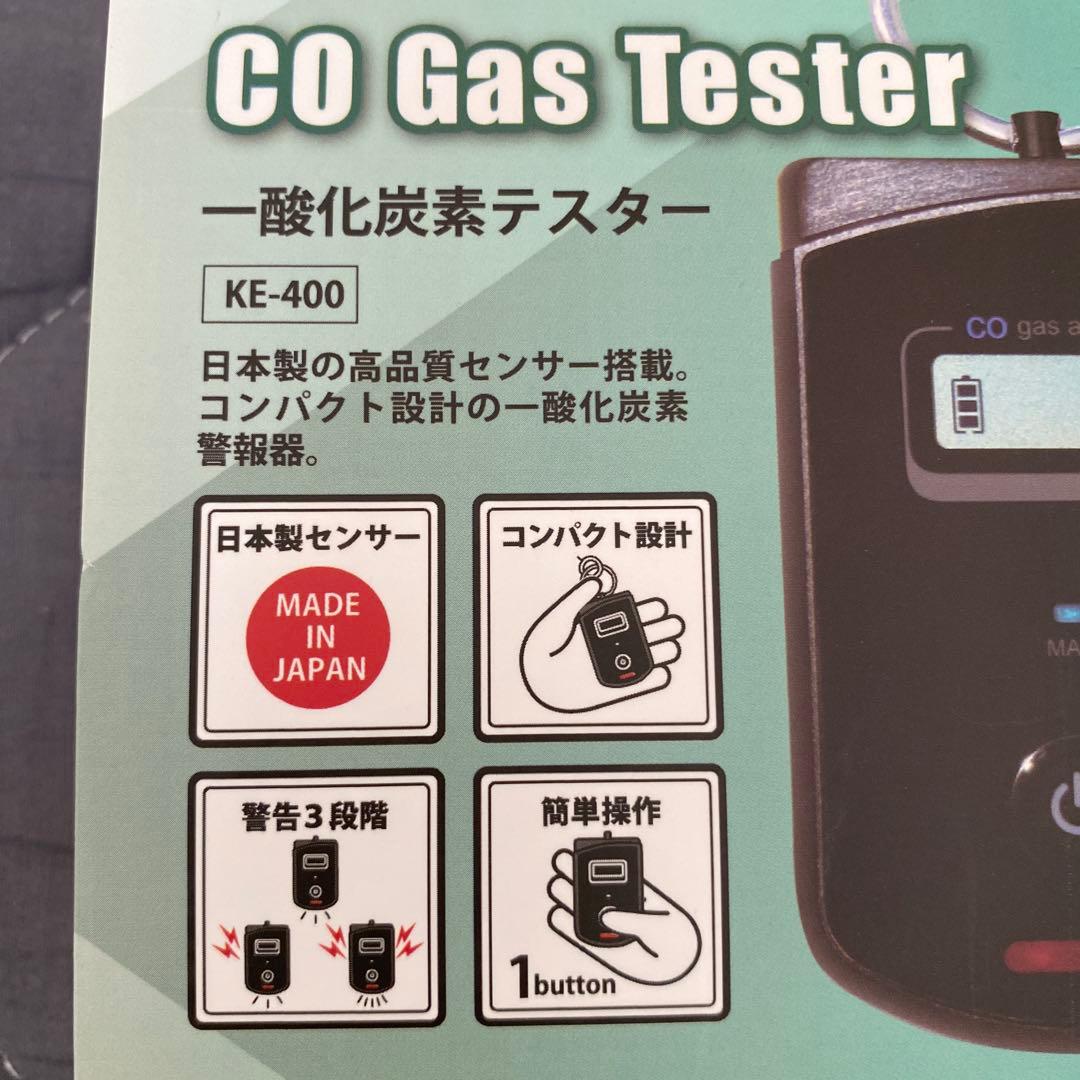 CO Gas Tester
一酸化炭素テスター
KE-400
日本製の高品質センサー搭載。
コンパクト設計の一酸化炭素
警報器。
CO gas a
日本製センサー
MADE
IN
JAPAN
コンパクト設計
MA
警告3段階
簡単操作
1button